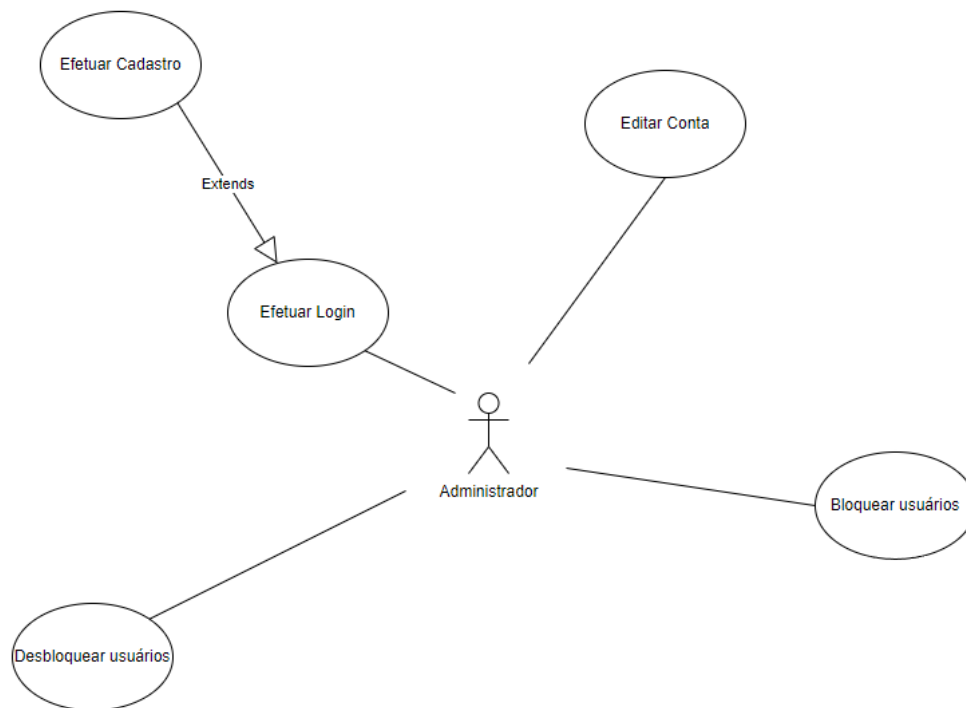 Efetuar Cadastro
Editar Conta
Extends
Efetuar Login
Administrador
Bloquear usuários
Desbloquear usuários